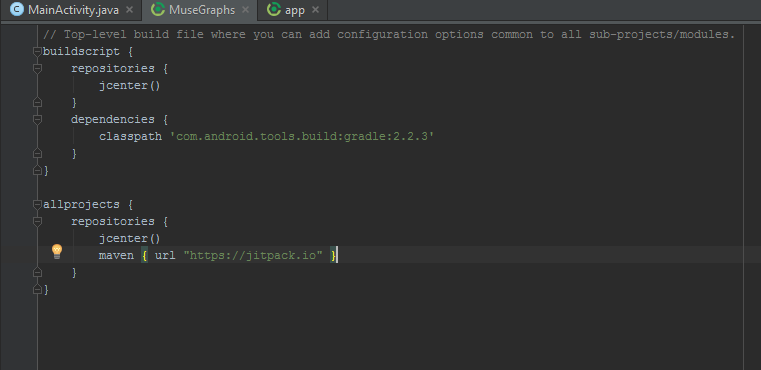 MainActivity.java MuseGraphs app
// Top-level build file where you can add configuration options common to all sub-projects/modules.
buildscript {
    repositories {
        jcenter()
    }
    dependencies {
        classpath 'com.android.tools.build:gradle:2.2.3'
    }
}

allprojects {
    repositories {
        jcenter()
        maven { url "https://jitpack.io" }
    }
}